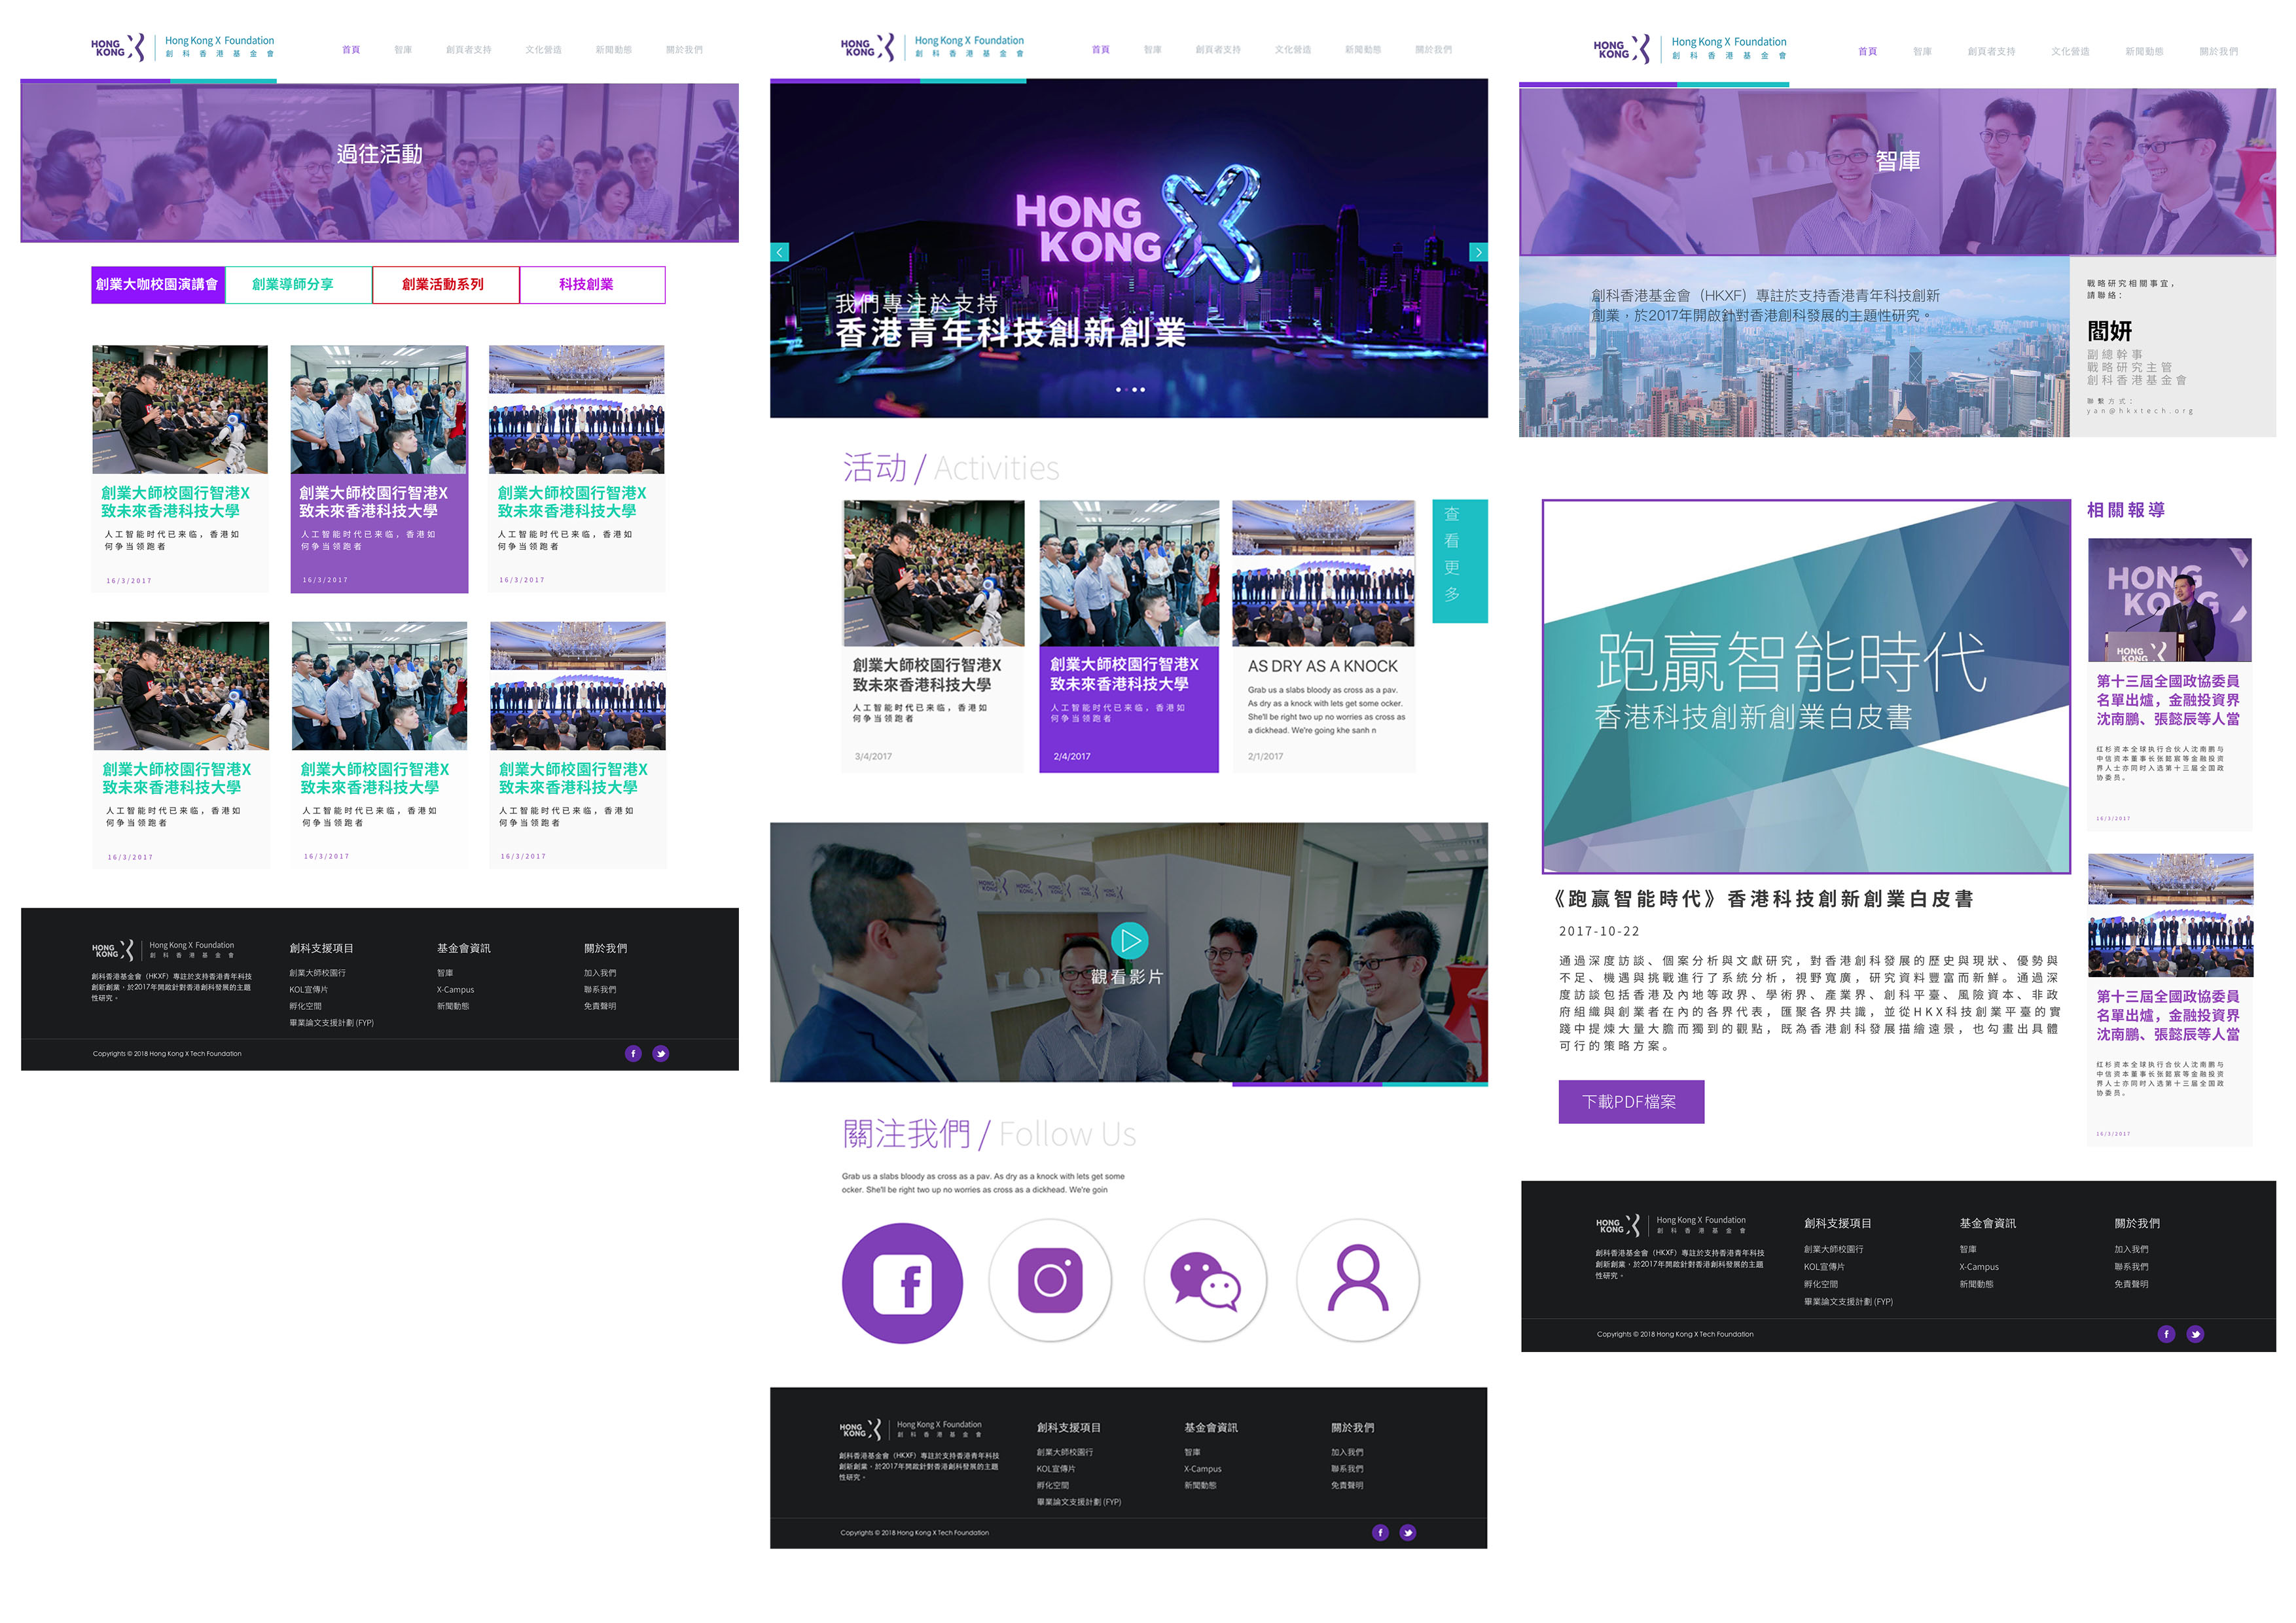 HONG KONG X
Hong Kong X Foundation
創科香港基金會
首頁 智庫 創頁者支持 文化營造 新聞動態 關於我們
過往活動
創業大咖校園演講會 創業導師分享 創業活動系列 科技創業
創業大師校園行智港X
致未來香港科技大學
人工智能时代已来临，香港如
何争当领跑者
16/3/2017
創業大師校園行智港X
致未來香港科技大學
人工智能时代已来临，香港如
何争当领跑者
16/3/2017
創業大師校園行智港X
致未來香港科技大學
人工智能时代已来临，香港如
何争当领跑者
16/3/2017
創業大師校園行智港X
致未來香港科技大學
人工智能时代已来临，香港如
何争当领跑者
16/3/2017
創業大師校園行智港X
致未來香港科技大學
人工智能时代已来临，香港如
何争当领跑者
16/3/2017
創業大師校園行智港X
致未來香港科技大學
人工智能时代已来临，香港如
何争当领跑者
16/3/2017
HONG KONG X
Hong Kong X Foundation
創科香港基金會
創科香港基金會（HKXF）專註於支持香港青年科技
創新創業，於2017年開啟針對香港創科發展的主題
性研究。
創科支援項目
創業大師校園行
KOL宣傳片
孵化空間
畢業論文支援計劃 (FYP)
基金會資訊
智庫
X-Campus
新聞動態
關於我們
加入我們
聯系我們
免責聲明
Copyrights © 2018 Hong Kong X Tech Foundation
HONG KONG X
Hong Kong X Foundation
創科香港基金會
首頁 智庫 創頁者支持 文化營造 新聞動態 關於我們
HONG
KONG X
我們專注於支持
香港青年科技創新創業
活动 / Activities
創業大師校園行智港X
致未來香港科技大學
人工智能时代已来临，香港如
何争当领跑者
3/4/2017
創業大師校園行智港X
致未來香港科技大學
人工智能时代已来临，香港如
何争当领跑者
2/4/2017
AS DRY AS A KNOCK
Grab us a slabs bloody as cross as a pav.
As dry as a knock with lets get some ocker.
She'll be right two up no worries as cross as
a dickhead. We're going khe sanh n
2/1/2017
查看更多
觀看影片
關注我們 / Follow Us
Grab us a slabs bloody as cross as a pav. As dry as a knock with lets get some
ocker. She'll be right two up no worries as cross as a dickhead. We're goin
HONG KONG X
Hong Kong X Foundation
創科香港基金會
創科香港基金會（HKXF）專註於支持香港青年科技
創新創業，於2017年開啟針對香港創科發展的主題
性研究。
創科支援項目
創業大師校園行
KOL宣傳片
孵化空間
畢業論文支援計劃 (FYP)
基金會資訊
智庫
X-Campus
新聞動態
關於我們
加入我們
聯系我們
免責聲明
Copyrights © 2018 Hong Kong X Tech Foundation
HONG KONG X
Hong Kong X Foundation
創科香港基金會
首頁 智庫 創頁者支持 文化營造 新聞動態 關於我們
智庫
創科香港基金會（HKXF）專註於支持香港青年科技創新
創業，於2017年開啟針對香港創科發展的主題性研究。
戰略研究相關事宜，
請聯絡：
閻妍
副總幹事
戰略研究主管
創科香港基金會
聯繫方式：
yan@hkxtech.org
跑贏智能時代
香港科技創新創業白皮書
《跑贏智能時代》香港科技創新創業白皮書
2017-10-22
通過深度訪談、個案分析與文獻研究，對香港創科發展的歷史與現狀、優勢與
不足、機遇與挑戰進行了系統分析，視野寬廣，研究資料豐富而新鮮。通過深
度訪談包括香港及內地等政界、學術界、產業界、創科平臺、風險資本、非政
府組織與創業者在內的各界代表，匯聚各界共識，並從HKX科技創業平臺的實
踐中提煉大量大膽而獨到的觀點，既為香港創科發展描繪遠景，也勾畫出具體
可行的策略方案。
下載PDF檔案
相關報導
HONG
KONG
HONG
KONG X
第十三屆全國政協委員
名單出爐，金融投資界
沈南鵬、張懿宸等人當
红杉资本全球执行合伙人沈南鹏与
中信资本董事长张懿宸等金融投资
界人士亦同时入选第十三届全国政
协委员。
16/3/2017
第十三屆全國政協委員
名單出爐，金融投資界
沈南鵬、張懿辰等人當
红杉资本全球执行合伙人沈南鹏与
中信资本董事长张懿宸等金融投资
界人士亦同时入选第十三届全国政
协委员。
16/3/2017
HONG KONG X
Hong Kong X Foundation
創科香港基金會
創科香港基金會（HKXF）專註於支持香港青年科技
創新創業，於2017年開啟針對香港創科發展的主題
性研究。
創科支援項目
創業大師校園行
KOL宣傳片
孵化空間
畢業論文支援計劃 (FYP)
基金會資訊
智庫
X-Campus
新聞動態
關於我們
加入我們
聯系我們
免責聲明
Copyrights © 2018 Hong Kong X Tech Foundation